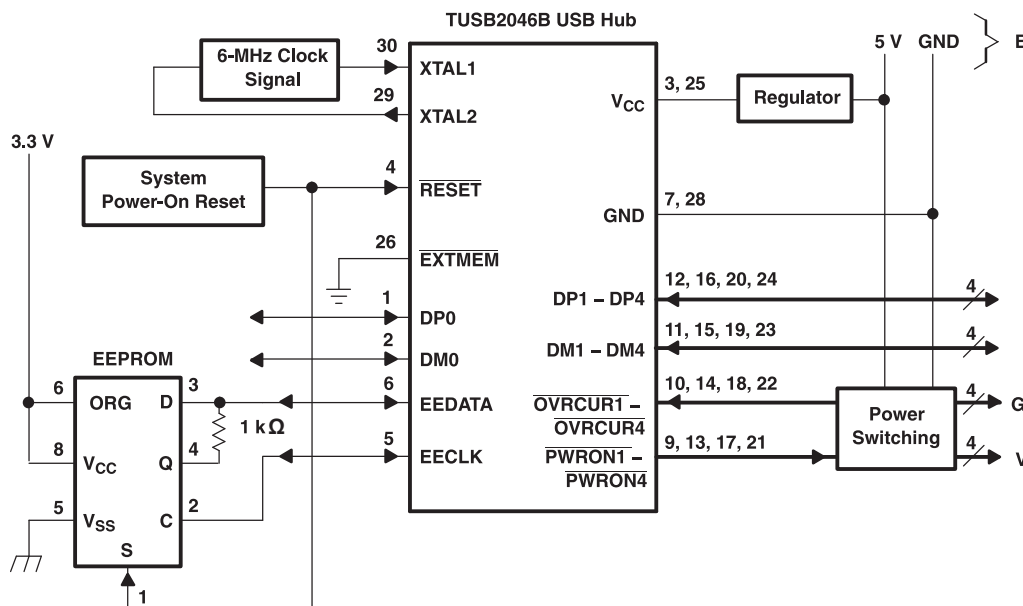 TUSB2046B USB Hub
5 V GND
6-MHz Clock
Signal
30
XTAL1
29
XTAL2
3.3 V
System
Power-On Reset
4
RESET
26
EXTMEM
1
DP0
2
DM0
6
EEDATA
5
EECLK
EEPROM
6
ORG
D
3
1 kΩ
8
VCC
Q
4
5
VSS
C
2
S
1
VCC
3, 25
Regulator
GND
7, 28
DP1 – DP4
12, 16, 20, 24
4
DM1 – DM4
11, 15, 19, 23
4
OVRCUR1 –
OVRCUR4
10, 14, 18, 22
PWRON1 –
PWRON4
9, 13, 17, 21
Power
Switching
4
G
4
V